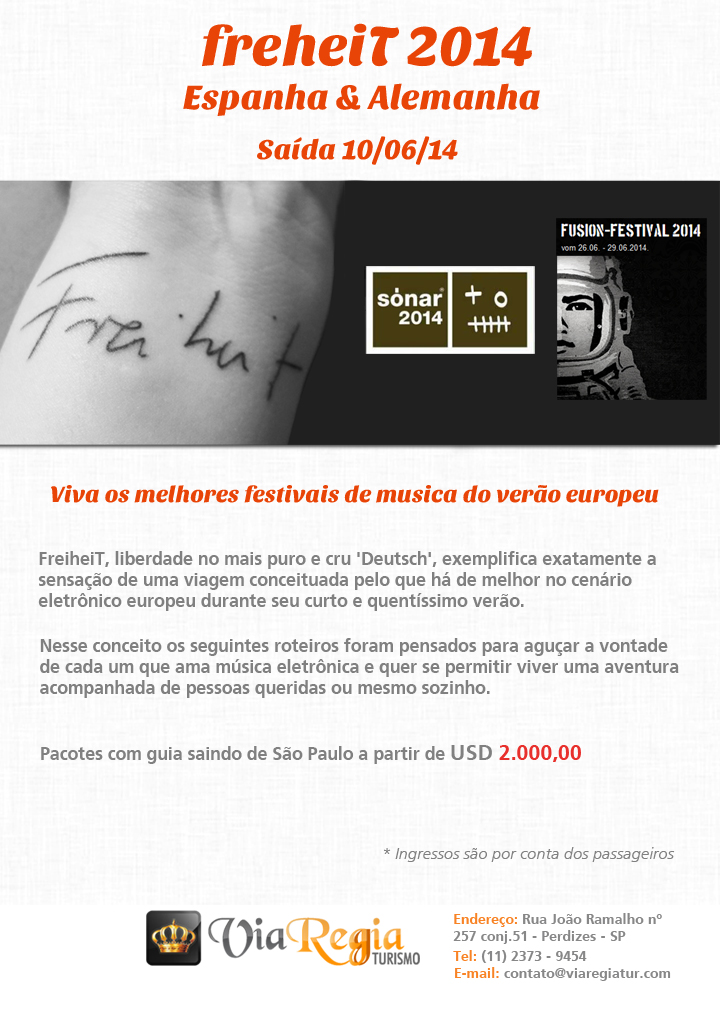 freheiT 2014
Espanha & Alemanha
Saída 10/06/14
Freiheit
sónar®
2014
FUSION-FESTIVAL 2014
vom 26.06. - 29.06.2014.
Viva os melhores festivais de musica do verão europeu
FreiheiT, liberdade no mais puro e cru 'Deutsch', exemplifica exatamente a
sensação de uma viagem conceituada pelo que há de melhor no cenário
eletrônico europeu durante seu curto e quentíssimo verão.
Nesse conceito os seguintes roteiros foram pensados para aguçar a vontade
de cada um que ama música eletrônica e quer se permitir viver uma aventura
acompanhada de pessoas queridas ou mesmo sozinho.
Pacotes com guia saindo de São Paulo a partir de USD 2.000,00
* Ingressos são por conta dos passageiros
Via Regia
TURISMO
Endereço: Rua João Ramalho nº
257 conj.51 - Perdizes - SP
Tel: (11) 2373 - 9454
E-mail: contato@viaregiatur.com